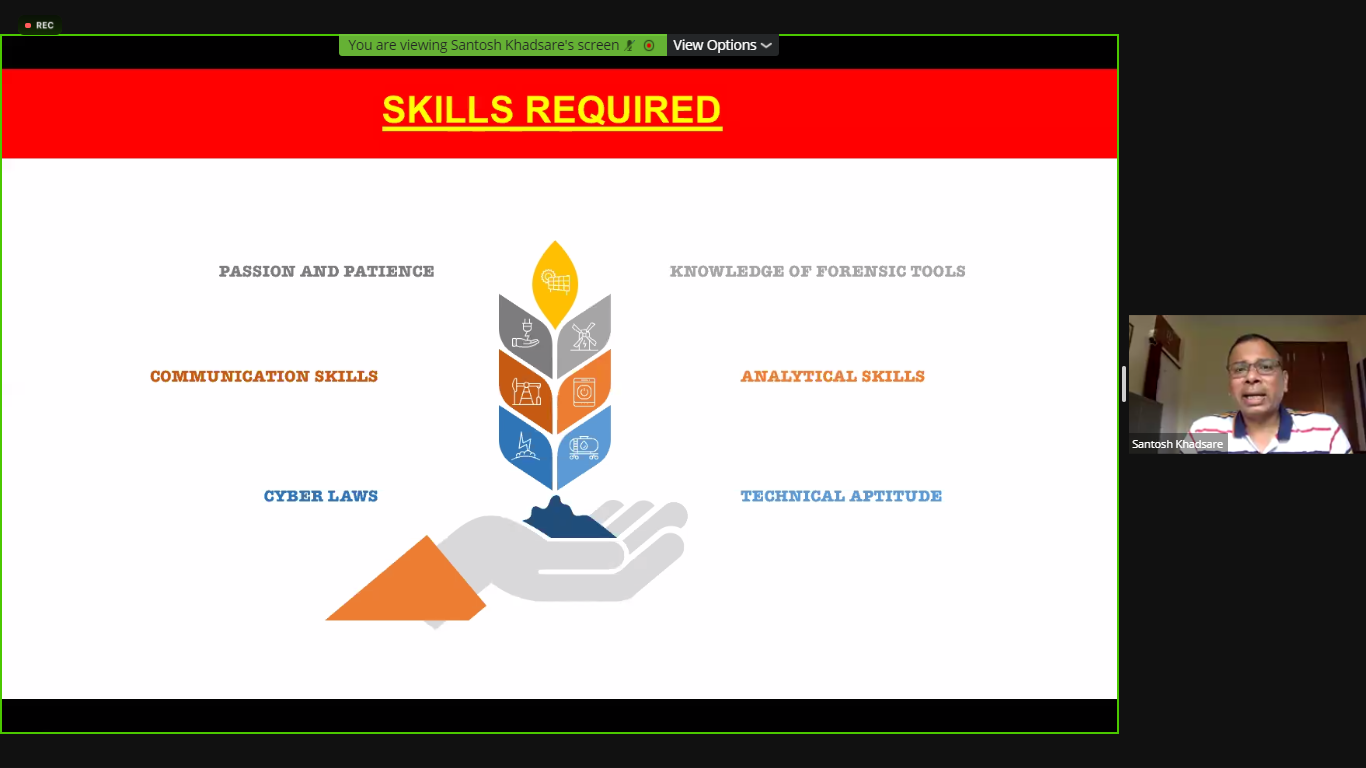 REC
You are viewing Santosh Khadsare's screen
View Options
SKILLS REQUIRED
PASSION AND PATIENCE
KNOWLEDGE OF FORENSIC TOOLS
COMMUNICATION SKILLS
ANALYTICAL SKILLS
CYBER LAWS
TECHNICAL APTITUDE
Santosh Khadsare